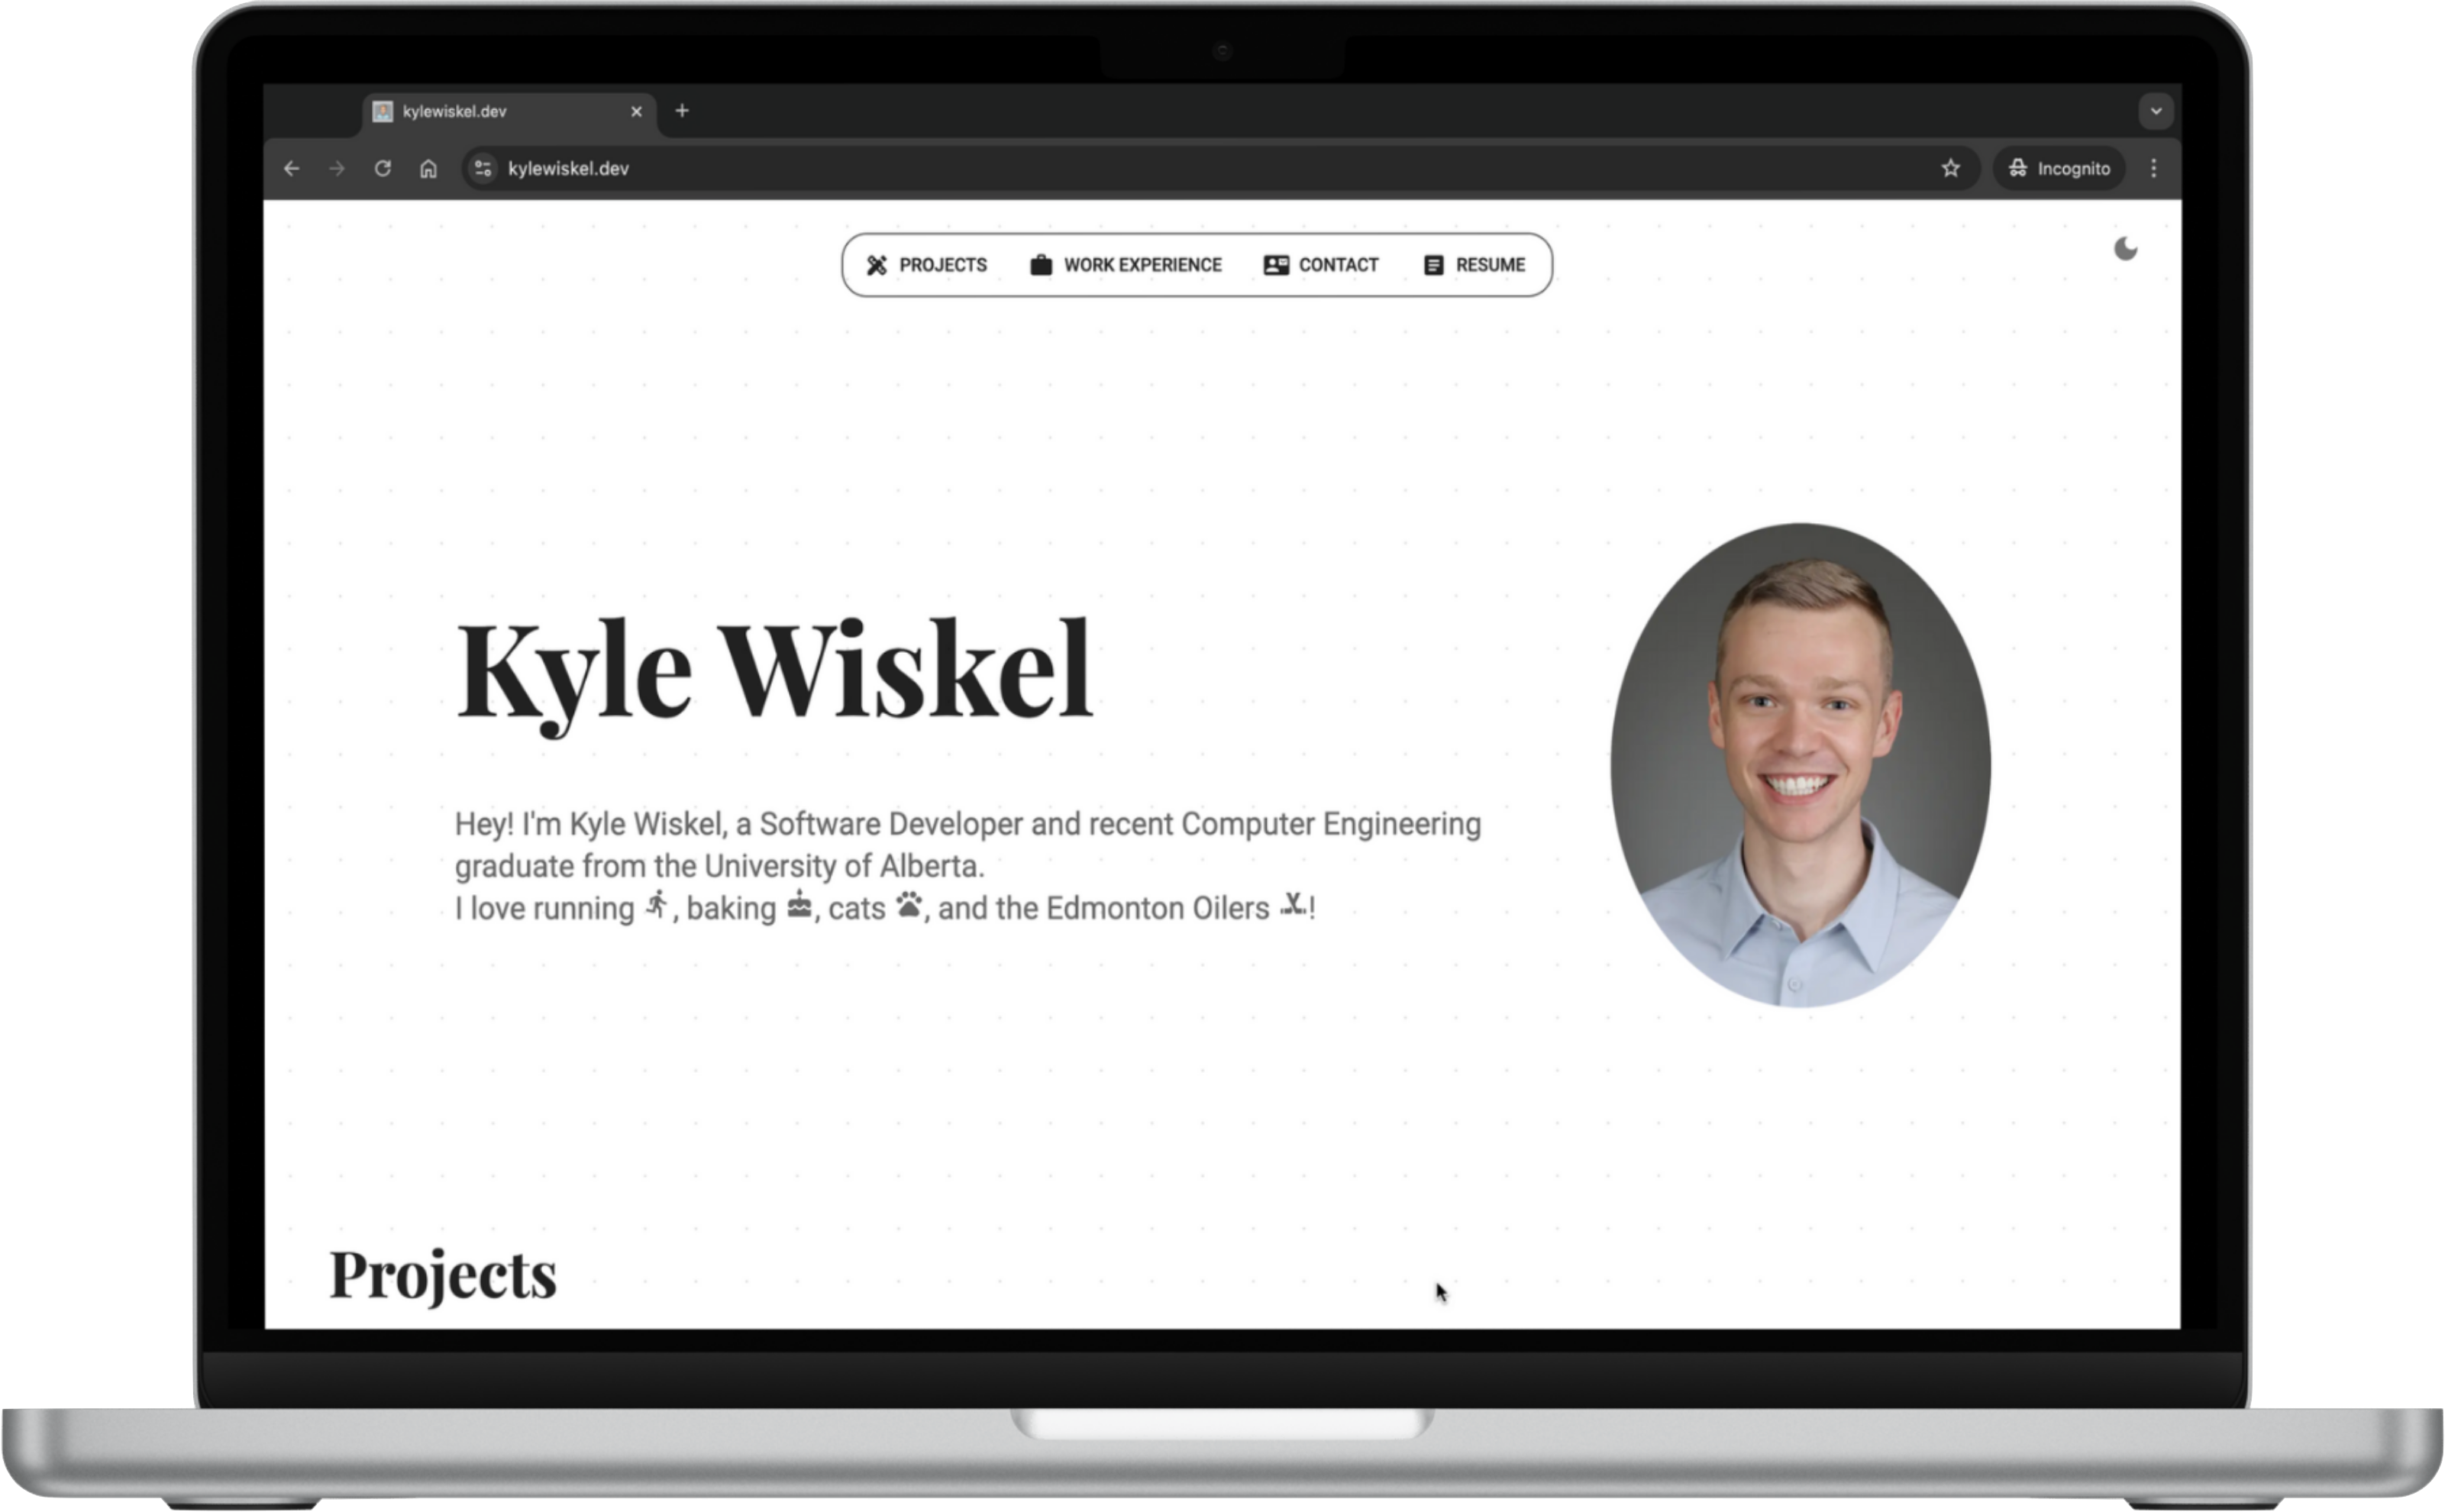 kylewiskel.dev
kylewiskel.dev
Incognito
PROJECTS WORK EXPERIENCE CONTACT RESUME
Kyle Wiskel
Hey! I'm Kyle Wiskel, a Software Developer and recent Computer Engineering
graduate from the University of Alberta.
I love running , baking , cats , and the Edmonton Oilers !
Projects